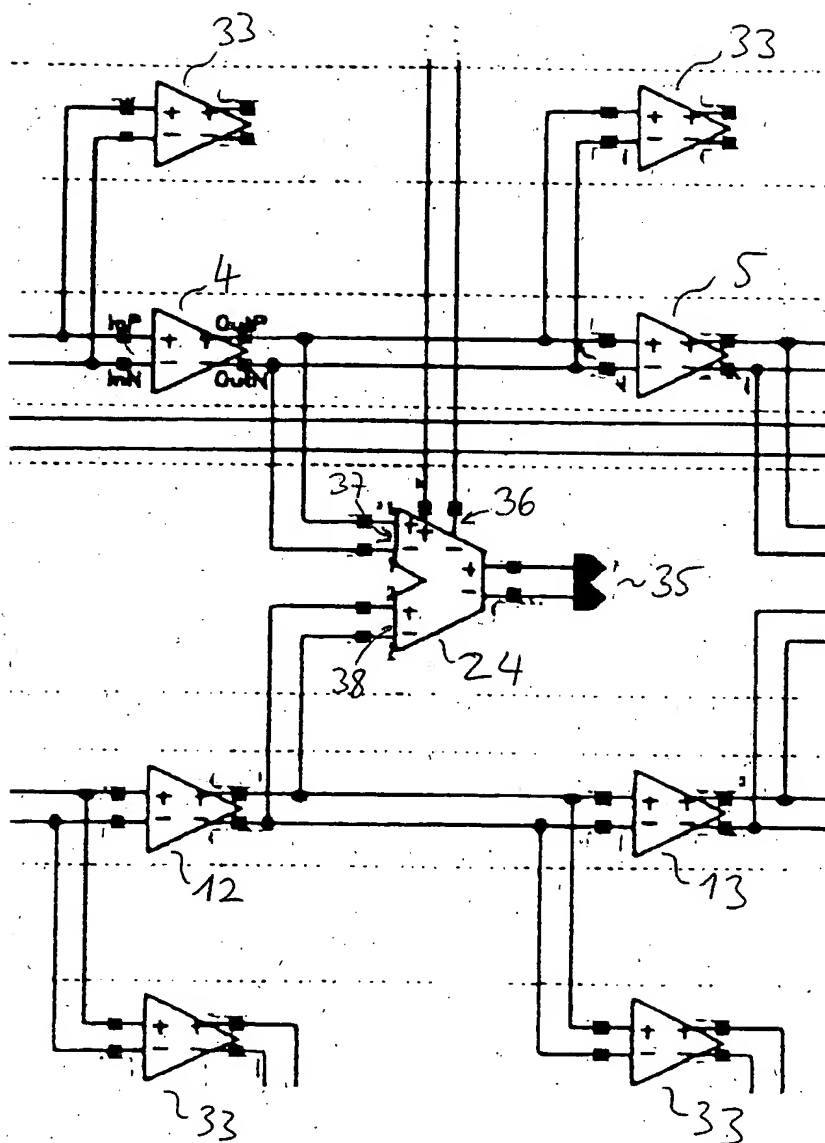 33 33
+ + + +
− − − −
4 5
InP OutP
+ + + +
InN OutN
− − − −
37 36
+ +
− −
+
− 35
+
−
38 24
+ + + +
− − − −
12 13
+ + + +
− − − −
33 33